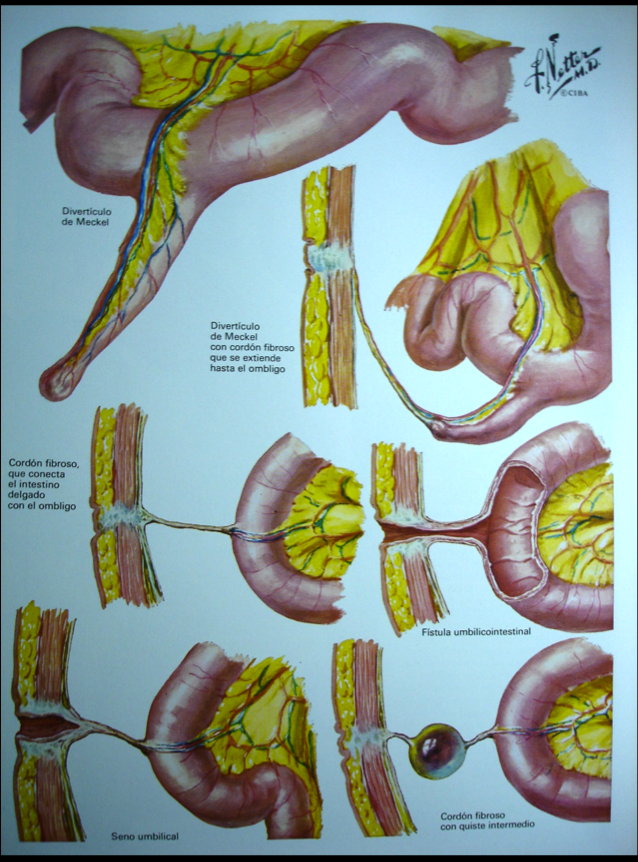 F. Netter
M.D.
©CIBA
Divertículo
de Meckel
Divertículo
de Meckel
con cordón fibroso
que se extiende
hasta el ombligo
Cordón fibroso,
que conecta
el intestino
delgado
con el ombligo
Fístula umbilicointestinal
Seno umbilical
Cordón fibroso
con quiste intermedio